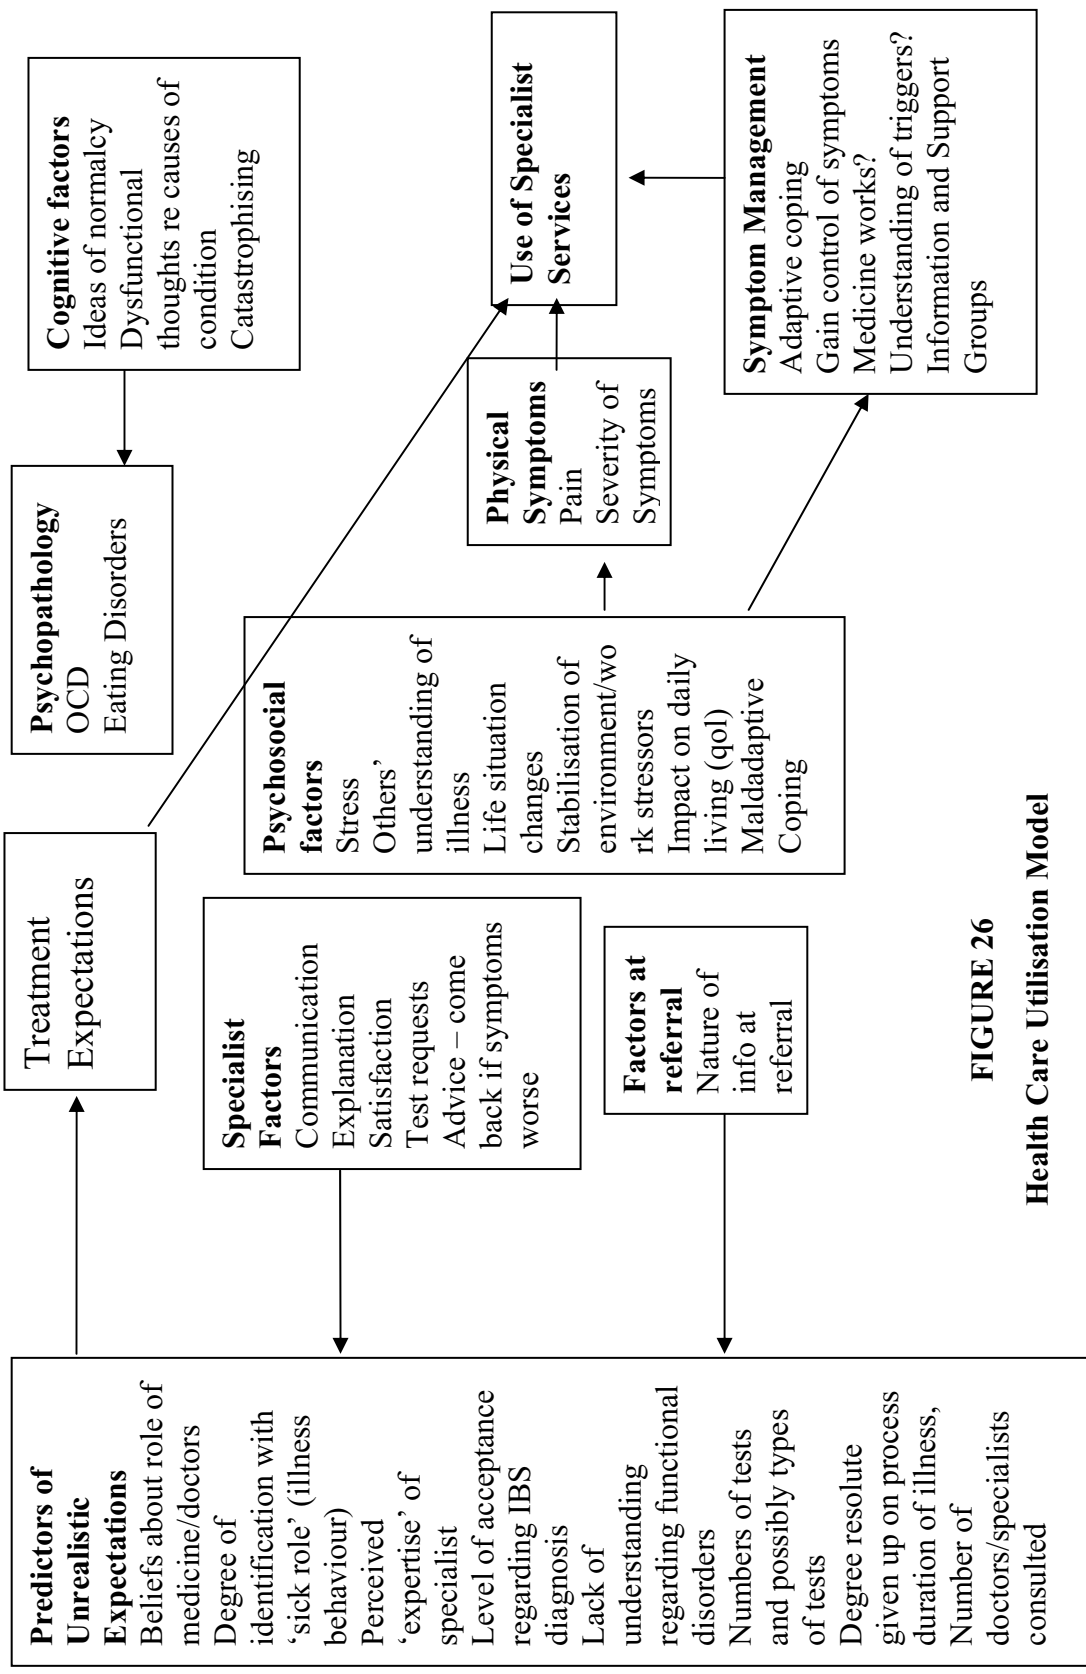 Predictors of
Unrealistic
Expectations
Beliefs about role of
medicine/doctors
Degree of
identification with
‘sick role’ (illness
behaviour)
Perceived
‘expertise’ of
specialist
Level of acceptance
regarding IBS
diagnosis
Lack of
understanding
regarding functional
disorders
Numbers of tests
and possibly types
of tests
Degree resolute
given up on process
duration of illness,
Number of
doctors/specialists
consulted
Treatment
Expectations
Specialist
Factors
Communication
Explanation
Satisfaction
Test requests
Advice – come
back if symptoms
worse
Factors at
referral
Nature of
info at
referral
Psychopathology
OCD
Eating Disorders
Psychosocial
factors
Stress
Others’
understanding of
illness
Life situation
changes
Stabilisation of
environment/wo
rk stressors
Impact on daily
living (qol)
Maldadaptive
Coping
Cognitive factors
Ideas of normalcy
Dysfunctional
thoughts re causes of
condition
Catastrophising
Physical
Symptoms
Pain
Severity of
Symptoms
Use of Specialist
Services
Symptom Management
Adaptive coping
Gain control of symptoms
Medicine works?
Understanding of triggers?
Information and Support
Groups
FIGURE 26
Health Care Utilisation Model